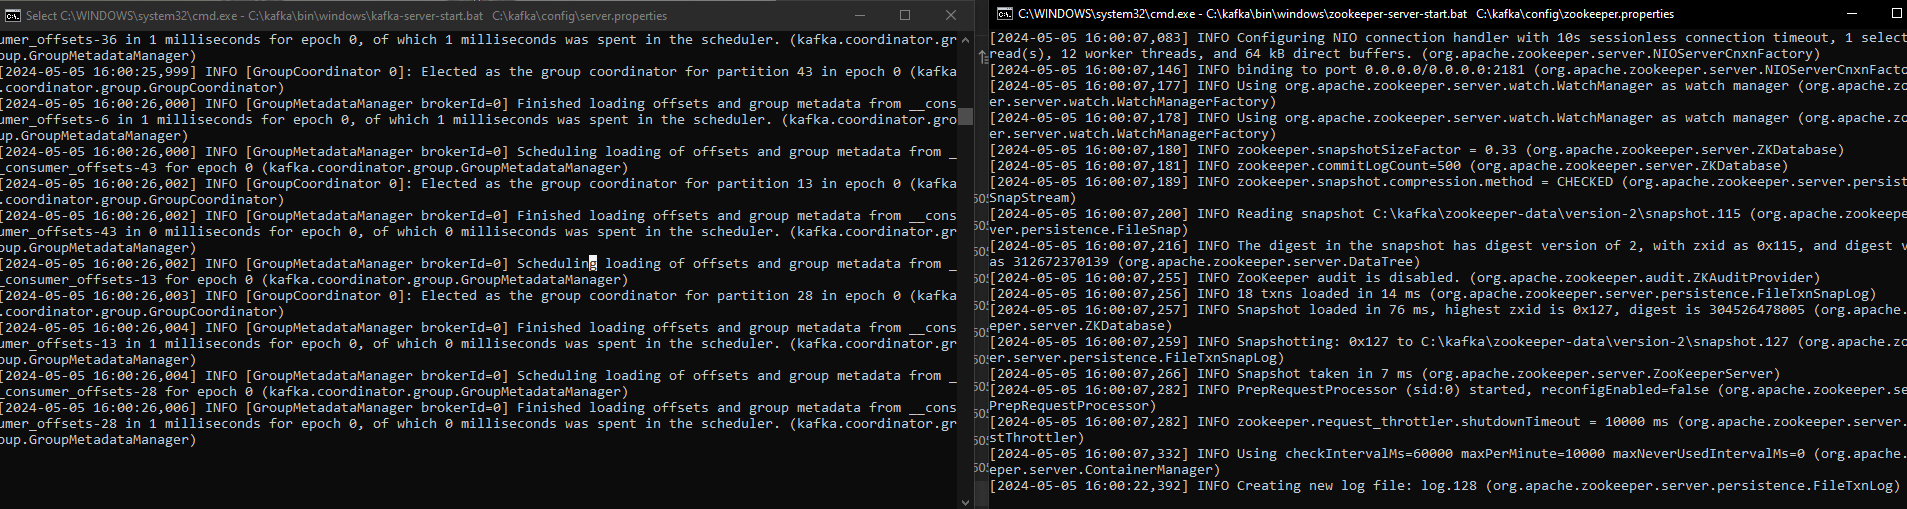 Select C:\WINDOWS\system32\cmd.exe - C:\kafka\bin\windows\kafka-server-start.bat C:\kafka\config\server.properties
umer_offsets-36 in 1 milliseconds for epoch 0, of which 1 milliseconds was spent in the scheduler. (kafka.coordinator.gr
oup.GroupMetadataManager)
[2024-05-05 16:00:25,999] INFO [GroupCoordinator 0]: Elected as the group coordinator for partition 43 in epoch 0 (kafka
.coordinator.group.GroupCoordinator)
[2024-05-05 16:00:26,000] INFO [GroupMetadataManager brokerId=0] Finished loading offsets and group metadata from __cons
umer_offsets-6 in 1 milliseconds for epoch 0, of which 1 milliseconds was spent in the scheduler. (kafka.coordinator.gro
up.GroupMetadataManager)
[2024-05-05 16:00:26,000] INFO [GroupMetadataManager brokerId=0] Scheduling loading of offsets and group metadata from _
_consumer_offsets-43 for epoch 0 (kafka.coordinator.group.GroupMetadataManager)
[2024-05-05 16:00:26,002] INFO [GroupCoordinator 0]: Elected as the group coordinator for partition 13 in epoch 0 (kafka
.coordinator.group.GroupCoordinator)
[2024-05-05 16:00:26,002] INFO [GroupMetadataManager brokerId=0] Finished loading offsets and group metadata from __cons
umer_offsets-43 in 0 milliseconds for epoch 0, of which 0 milliseconds was spent in the scheduler. (kafka.coordinator.gr
oup.GroupMetadataManager)
[2024-05-05 16:00:26,002] INFO [GroupMetadataManager brokerId=0] Scheduling loading of offsets and group metadata from _
_consumer_offsets-13 for epoch 0 (kafka.coordinator.group.GroupMetadataManager)
[2024-05-05 16:00:26,003] INFO [GroupCoordinator 0]: Elected as the group coordinator for partition 28 in epoch 0 (kafka
.coordinator.group.GroupCoordinator)
[2024-05-05 16:00:26,004] INFO [GroupMetadataManager brokerId=0] Finished loading offsets and group metadata from __cons
umer_offsets-13 in 1 milliseconds for epoch 0, of which 0 milliseconds was spent in the scheduler. (kafka.coordinator.gr
oup.GroupMetadataManager)
[2024-05-05 16:00:26,004] INFO [GroupMetadataManager brokerId=0] Scheduling loading of offsets and group metadata from _
_consumer_offsets-28 for epoch 0 (kafka.coordinator.group.GroupMetadataManager)
[2024-05-05 16:00:26,006] INFO [GroupMetadataManager brokerId=0] Finished loading offsets and group metadata from __cons
umer_offsets-28 in 1 milliseconds for epoch 0, of which 0 milliseconds was spent in the scheduler. (kafka.coordinator.gr
oup.GroupMetadataManager)
C:\WINDOWS\system32\cmd.exe - C:\kafka\bin\windows\zookeeper-server-start.bat C:\kafka\config\zookeeper.properties
[2024-05-05 16:00:07,083] INFO Configuring NIO connection handler with 10s sessionless connection timeout, 1 select
read(s), 12 worker threads, and 64 kB direct buffers. (org.apache.zookeeper.server.NIOServerCnxnFactory)
[2024-05-05 16:00:07,146] INFO binding to port 0.0.0.0/0.0.0.0:2181 (org.apache.zookeeper.server.NIOServerCnxnFacto
[2024-05-05 16:00:07,177] INFO Using org.apache.zookeeper.server.watch.WatchManager as watch manager (org.apache.zo
er.server.watch.WatchManagerFactory)
[2024-05-05 16:00:07,178] INFO Using org.apache.zookeeper.server.watch.WatchManager as watch manager (org.apache.zo
er.server.watch.WatchManagerFactory)
[2024-05-05 16:00:07,180] INFO zookeeper.snapshotSizeFactor = 0.33 (org.apache.zookeeper.server.ZKDatabase)
[2024-05-05 16:00:07,181] INFO zookeeper.commitLogCount=500 (org.apache.zookeeper.server.ZKDatabase)
[2024-05-05 16:00:07,189] INFO zookeeper.snapshot.compression.method = CHECKED (org.apache.zookeeper.server.persist
SnapStream)
[2024-05-05 16:00:07,200] INFO Reading snapshot C:\kafka\zookeeper-data\version-2\snapshot.115 (org.apache.zookeepe
ver.persistence.FileSnap)
[2024-05-05 16:00:07,216] INFO The digest in the snapshot has digest version of 2, with zxid as 0x115, and digest v
as 312672370139 (org.apache.zookeeper.server.DataTree)
[2024-05-05 16:00:07,255] INFO ZooKeeper audit is disabled. (org.apache.zookeeper.audit.ZKAuditProvider)
[2024-05-05 16:00:07,256] INFO 18 txns loaded in 14 ms (org.apache.zookeeper.server.persistence.FileTxnSnapLog)
[2024-05-05 16:00:07,257] INFO Snapshot loaded in 76 ms, highest zxid is 0x127, digest is 304526478005 (org.apache.
eper.server.ZKDatabase)
[2024-05-05 16:00:07,259] INFO Snapshotting: 0x127 to C:\kafka\zookeeper-data\version-2\snapshot.127 (org.apache.zo
er.server.persistence.FileTxnSnapLog)
[2024-05-05 16:00:07,266] INFO Snapshot taken in 7 ms (org.apache.zookeeper.server.ZooKeeperServer)
[2024-05-05 16:00:07,282] INFO PrepRequestProcessor (sid:0) started, reconfigEnabled=false (org.apache.zookeeper.se
PrepRequestProcessor)
[2024-05-05 16:00:07,282] INFO zookeeper.request_throttler.shutdownTimeout = 10000 ms (org.apache.zookeeper.server.
stThrottler)
[2024-05-05 16:00:07,332] INFO Using checkIntervalMs=60000 maxPerMinute=10000 maxNeverUsedIntervalMs=0 (org.apache.
eper.server.ContainerManager)
[2024-05-05 16:00:22,392] INFO Creating new log file: log.128 (org.apache.zookeeper.server.persistence.FileTxnLog)